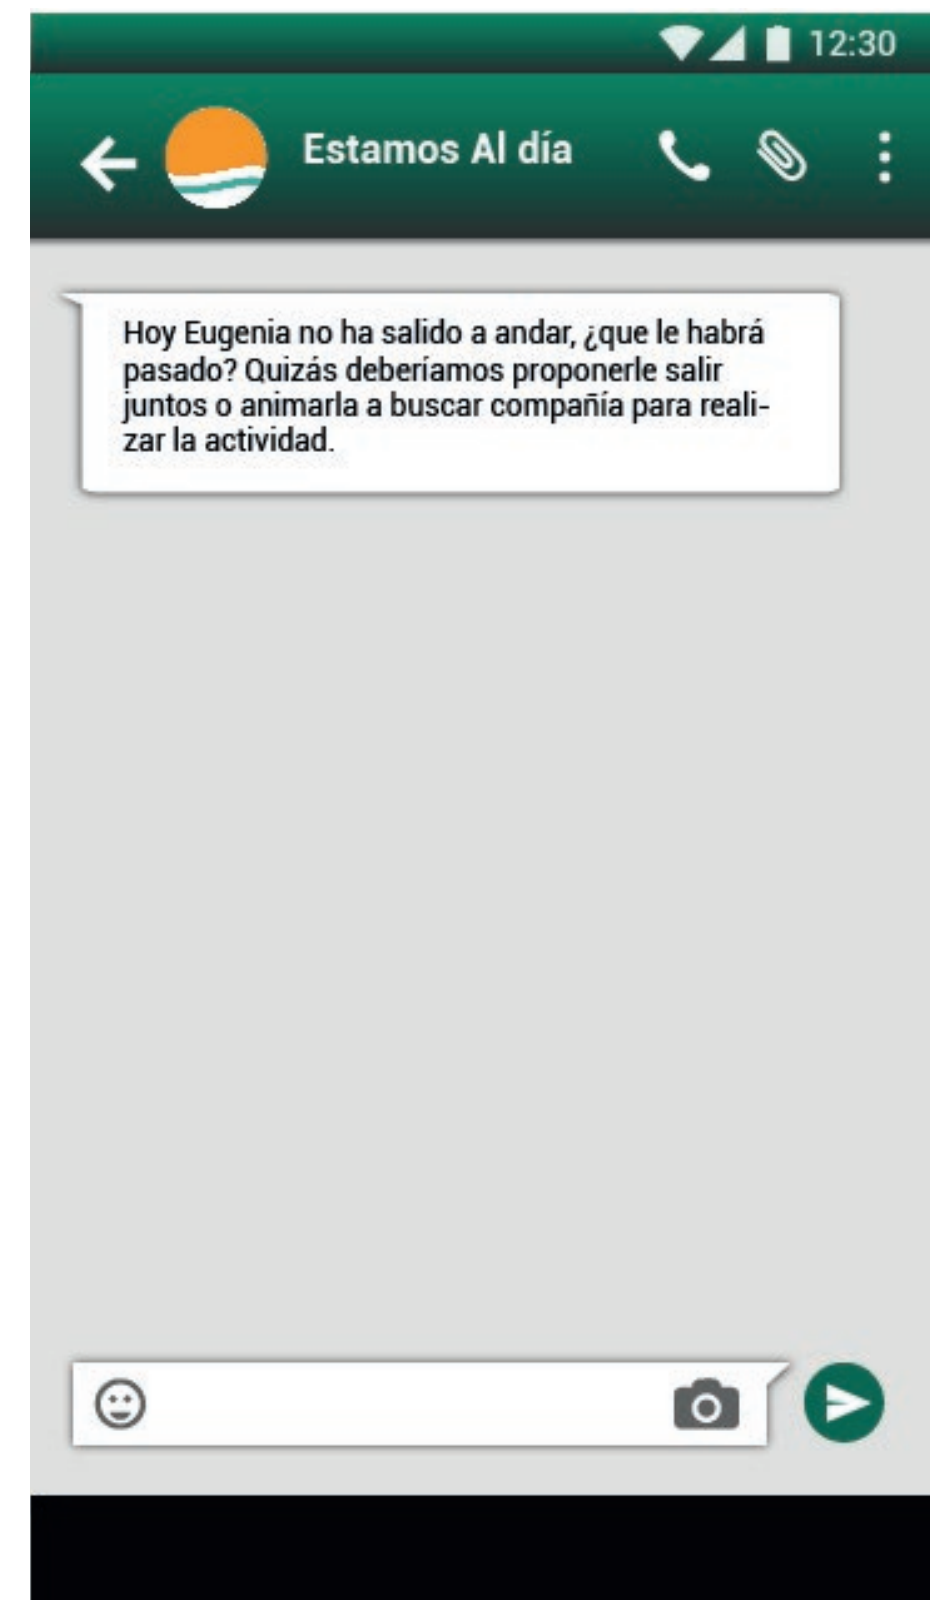 12:30
Estamos Al día
Hoy Eugenia no ha salido a andar, ¿que le habrá
pasado? Quizás deberíamos proponerle salir
juntos o animarla a buscar compañía para reali-
zar la actividad.